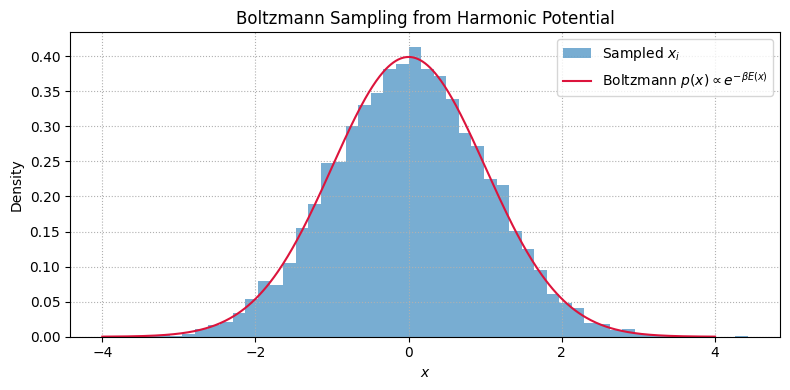 Boltzmann Sampling from Harmonic Potential
Sampled $x_i$
Boltzmann $p(x) \propto e^{-\beta E(x)}$
Density
0.40
0.35
0.30
0.25
0.20
0.15
0.10
0.05
0.00
−4
−2
0
2
4
x